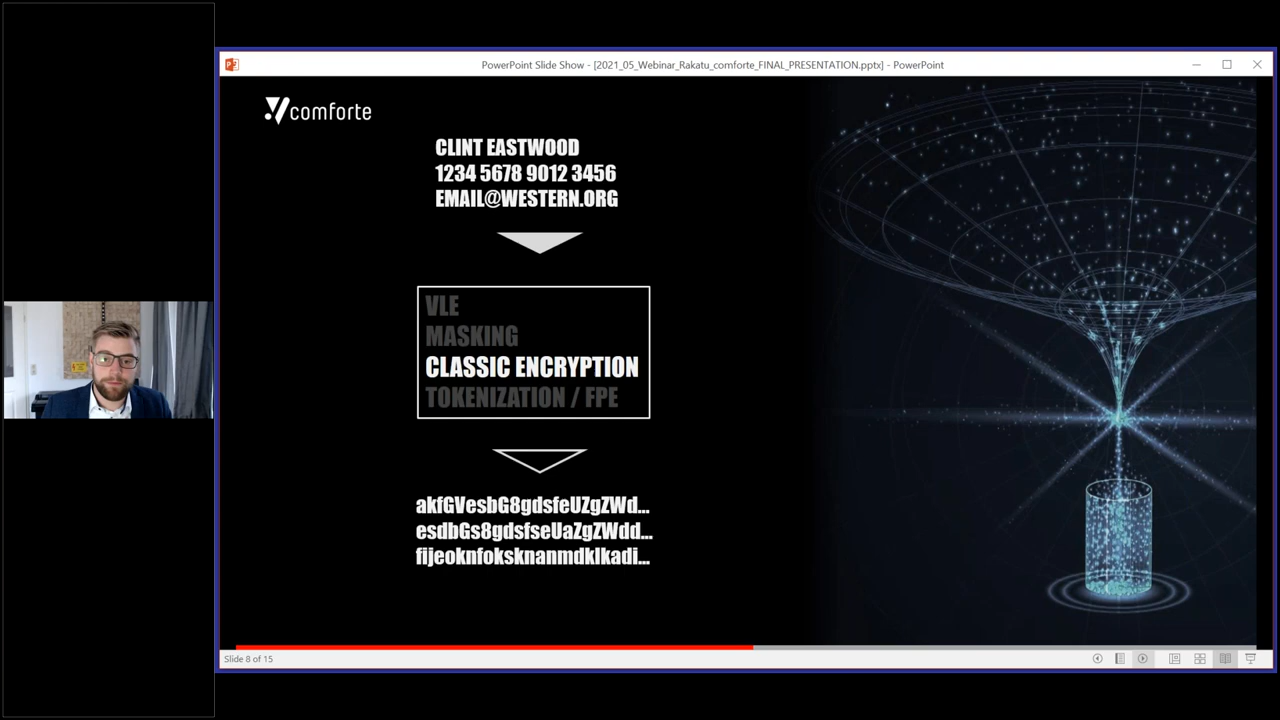 PowerPoint Slide Show - [2021_05_Webinar_Rakatu_comforte_FINAL_PRESENTATION.pptx] - PowerPoint
comforte
CLINT EASTWOOD
1234 5678 9012 3456
EMAIL@WESTERN.ORG
VLE
MASKING
CLASSIC ENCRYPTION
TOKENIZATION / FPE
akfGVesbG8gdsfeUZgZWd...
esdbGs8gdsfseUaZgZWdd...
fijeoknfoksknanmdklkadi...
Slide 8 of 15